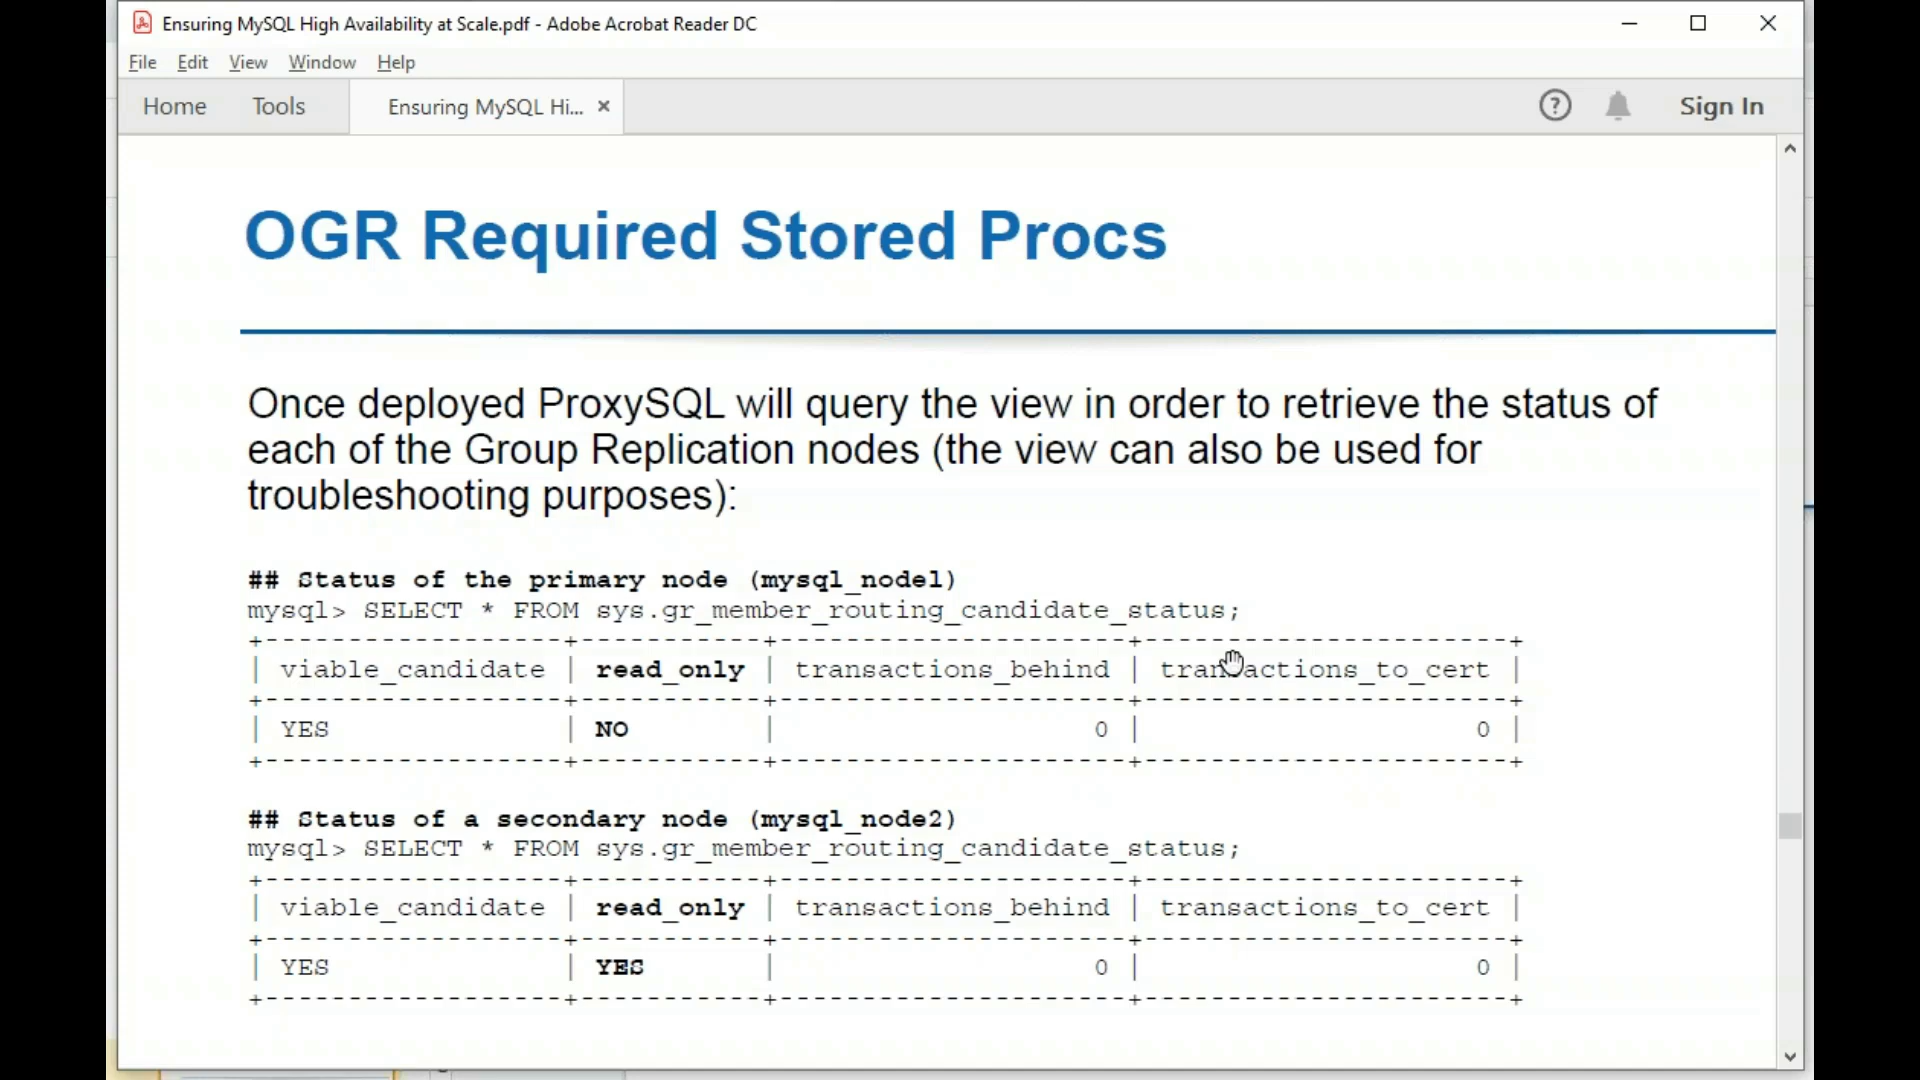 Ensuring MySQL High Availability at Scale.pdf - Adobe Acrobat Reader DC
File Edit View Window Help
Home Tools Ensuring MySQL Hi... × ? Sign In
OGR Required Stored Procs
Once deployed ProxySQL will query the view in order to retrieve the status of
each of the Group Replication nodes (the view can also be used for
troubleshooting purposes):
## Status of the primary node (mysql_node1)
mysql> SELECT * FROM sys.gr_member_routing_candidate_status;
+------------------+-----------+---------------------+----------------------+
| viable_candidate | read_only | transactions_behind | transactions_to_cert |
+------------------+-----------+---------------------+----------------------+
| YES | NO | 0 | 0 |
+------------------+-----------+---------------------+----------------------+
## Status of a secondary node (mysql_node2)
mysql> SELECT * FROM sys.gr_member_routing_candidate_status;
+------------------+-----------+---------------------+----------------------+
| viable_candidate | read_only | transactions_behind | transactions_to_cert |
+------------------+-----------+---------------------+----------------------+
| YES | YES | 0 | 0 |
+------------------+-----------+---------------------+----------------------+